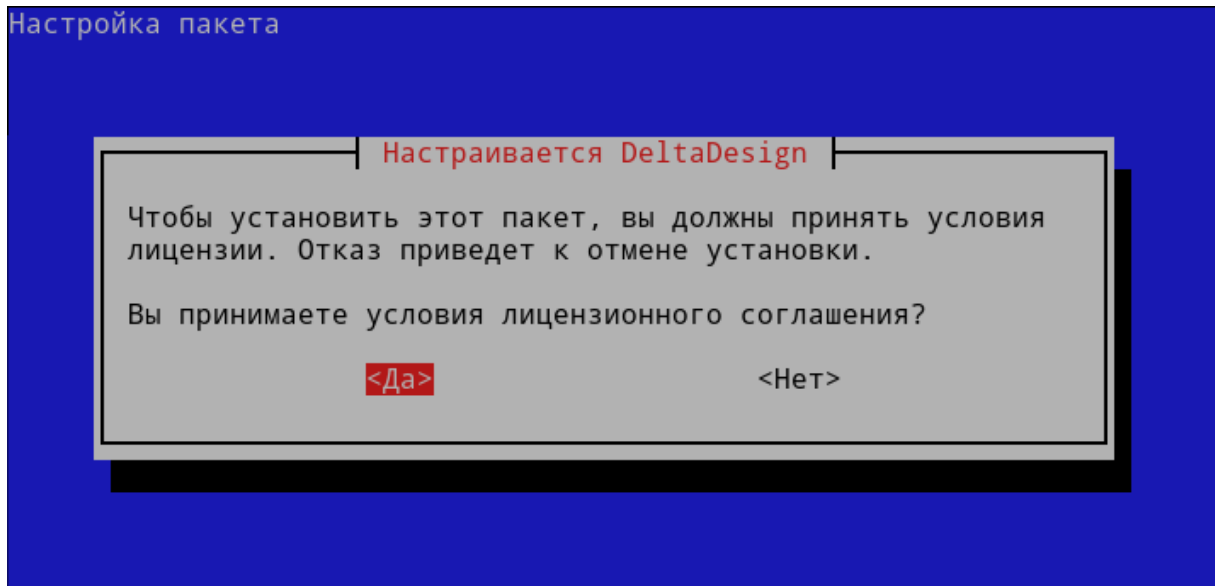 Настройка пакета
Настраивается DeltaDesign
Чтобы установить этот пакет, вы должны принять условия
лицензии. Отказ приведет к отмене установки.
Вы принимаете условия лицензионного соглашения?
<Да> <Нет>